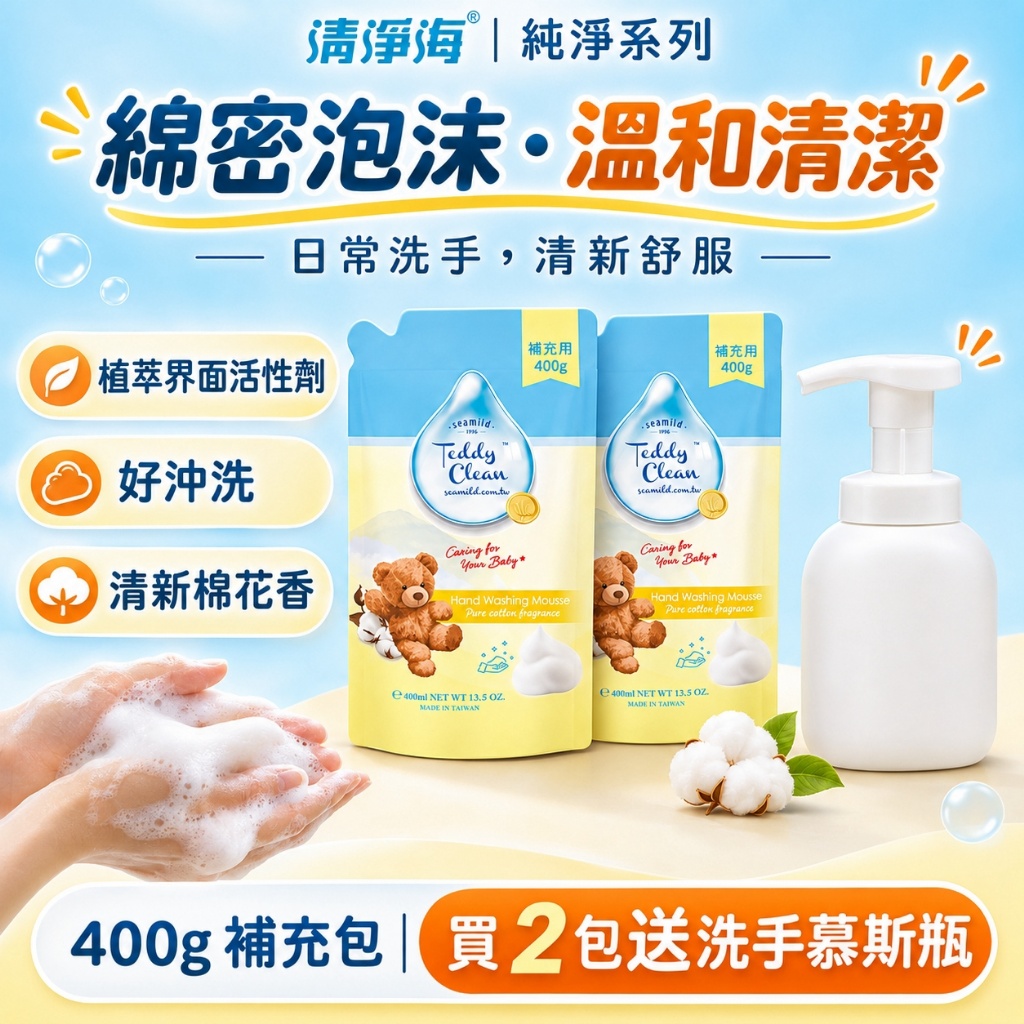 清淨海® | 純淨系列
綿密泡沫・溫和清潔
日常洗手,清新舒服
植萃界面活性劑
好沖洗
清新棉花香
補充用
400g
·seamild·
1996
Teddy™
Clean
seamild.com.tw
Caring for
Your Baby*
Hand Washing Mousse
Pure cotton fragrance
℮ 400ml NET WT 13.5 OZ.
MADE IN TAIWAN
補充用
400g
·seamild·
1996
Teddy™
Clean
seamild.com.tw
Caring for
Your Baby*
Hand Washing Mousse
Pure cotton fragrance
℮ 400ml NET WT 13.5 OZ.
MADE IN TAIWAN
400g 補充包 | 買2包送洗手慕斯瓶